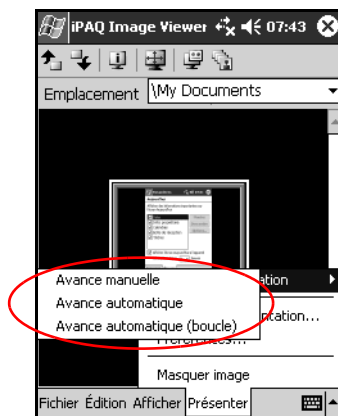 iPAQ Image Viewer 07:43
Emplacement \My Documents
Avance manuelle
ation
Avance automatique
Avance automatique (boucle)
ntation...
Préférences...
Masquer image
Fichier Édition Afficher Présenter